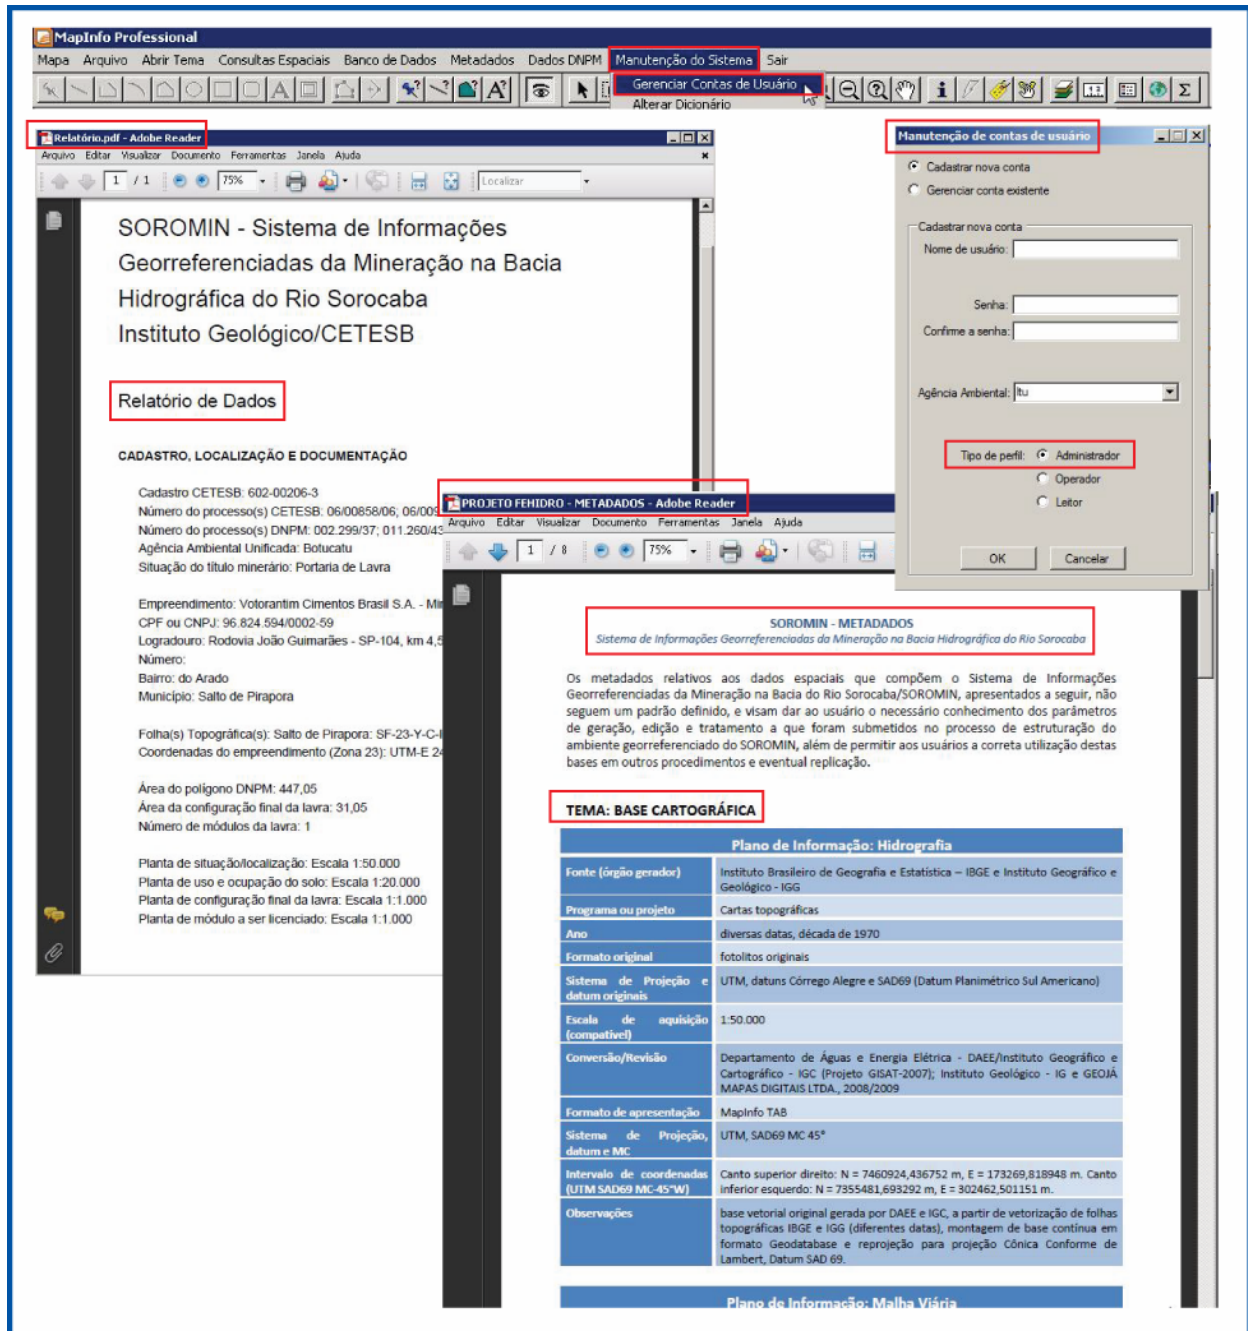 MapInfo Professional
Mapa Arquivo Abrir Tema Consultas Espaciais Banco de Dados Metadados Dados DNPM Manutenção do Sistema Sair
Gerenciar Contas de Usuário
Alterar Dicionário
Relatório.pdf - Adobe Reader
Arquivo Editar Visualizar Documento Ferramentas Janela Ajuda
1 / 1 75% Localizar
SOROMIN - Sistema de Informações
Georreferenciadas da Mineração na Bacia
Hidrográfica do Rio Sorocaba
Instituto Geológico/CETESB
Relatório de Dados
CADASTRO, LOCALIZAÇÃO E DOCUMENTAÇÃO
Cadastro CETESB: 602-00206-3
Número do processo(s) CETESB: 06/00858/06; 06/009
Número do processo(s) DNPM: 002.299/37; 011.260/43
Agência Ambiental Unificada: Botucatu
Situação do título minerário: Portaria de Lavra
Empreendimento: Votorantim Cimentos Brasil S.A. - Min
CPF ou CNPJ: 96.824.594/0002-59
Logradouro: Rodovia João Guimarães - SP-104, km 4,5
Número:
Bairro: do Arado
Município: Salto de Pirapora
Folha(s) Topográfica(s): Salto de Pirapora: SF-23-Y-C-I
Coordenadas do empreendimento (Zona 23): UTM-E 24
Área do polígono DNPM: 447,05
Área da configuração final da lavra: 31,05
Número de módulos da lavra: 1
Planta de situação/localização: Escala 1:50.000
Planta de uso e ocupação do solo: Escala 1:20.000
Planta de configuração final da lavra: Escala 1:1.000
Planta de módulo a ser licenciado: Escala 1:1.000
Manutenção de contas de usuário
Cadastrar nova conta
Gerenciar conta existente
Cadastrar nova conta
Nome de usuário:
Senha:
Confirme a senha:
Agência Ambiental: Itu
Tipo de perfil: Administrador
Operador
Leitor
OK Cancelar
PROJETO FEHIDRO - METADADOS - Adobe Reader
Arquivo Editar Visualizar Documento Ferramentas Janela Ajuda
1 / 8 75%
SOROMIN - METADADOS
Sistema de Informações Georreferenciadas da Mineração na Bacia Hidrográfica do Rio Sorocaba
Os metadados relativos aos dados espaciais que compõem o Sistema de Informações
Georreferenciadas da Mineração na Bacia do Rio Sorocaba/SOROMIN, apresentados a seguir, não
seguem um padrão definido, e visam dar ao usuário o necessário conhecimento dos parâmetros
de geração, edição e tratamento a que foram submetidos no processo de estruturação do
ambiente georreferenciado do SOROMIN, além de permitir aos usuários a correta utilização destas
bases em outros procedimentos e eventual replicação.
TEMA: BASE CARTOGRÁFICA
Plano de Informação: Hidrografia
Fonte (órgão gerador) Instituto Brasileiro de Geografia e Estatística – IBGE e Instituto Geográfico e
Geológico - IGG
Programa ou projeto Cartas topográficas
Ano diversas datas, década de 1970
Formato original fotolitos originais
Sistema de Projeção e UTM, datuns Córrego Alegre e SAD69 (Datum Planimétrico Sul Americano)
datum originais
Escala de aquisição 1:50.000
(compatível)
Conversão/Revisão Departamento de Águas e Energia Elétrica - DAEE/Instituto Geográfico e
Cartográfico - IGC (Projeto GISAT-2007); Instituto Geológico - IG e GEOJÁ
MAPAS DIGITAIS LTDA., 2008/2009
Formato de apresentação MapInfo TAB
Sistema de Projeção, UTM, SAD69 MC 45°
datum e MC
Intervalo de coordenadas Canto superior direito: N = 7460924,436752 m, E = 173269,818948 m. Canto
(UTM SAD69 MC-45°W) inferior esquerdo: N = 7355481,693292 m, E = 302462,501151 m.
Observações base vetorial original gerada por DAEE e IGC, a partir de vetorização de folhas
topográficas IBGE e IGG (diferentes datas), montagem de base contínua em
formato Geodatabase e reprojeção para projeção Cônica Conforme de
Lambert, Datum SAD 69.
Plano de Informação: Malha Viária